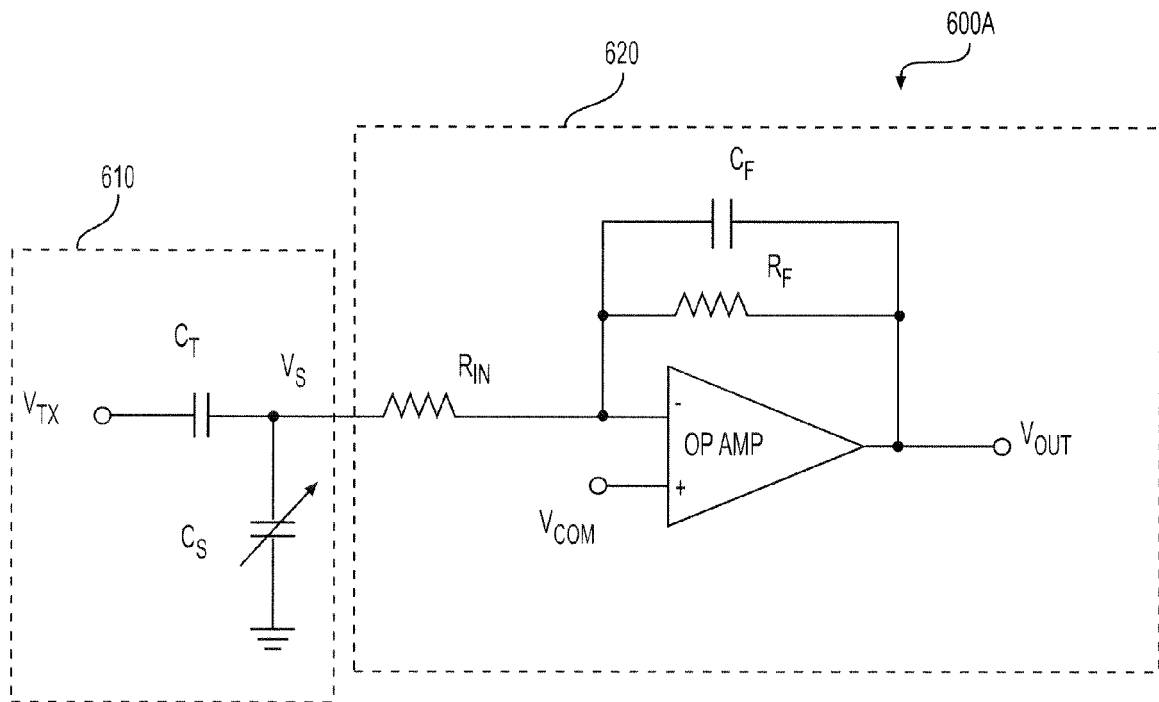 600A
620
610
C_F
R_F
C_T
V_S
R_IN
V_TX
-
OP AMP
+
V_OUT
V_COM
C_S